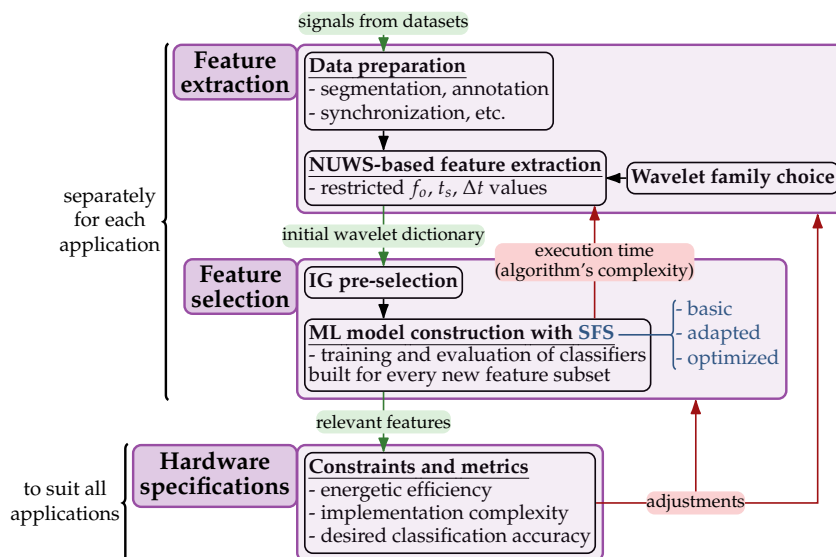 signals from datasets
Feature
extraction
Data preparation
- segmentation, annotation
- synchronization, etc.
NUWS-based feature extraction
- restricted fₒ, tₛ, Δt values
Wavelet family choice
separately
for each
application
initial wavelet dictionary
execution time
(algorithm's complexity)
Feature
selection
IG pre-selection
ML model construction with SFS
- training and evaluation of classifiers
built for every new feature subset
- basic
- adapted
- optimized
relevant features
Hardware
specifications
Constraints and metrics
- energetic efficiency
- implementation complexity
- desired classification accuracy
adjustments
to suit all
applications